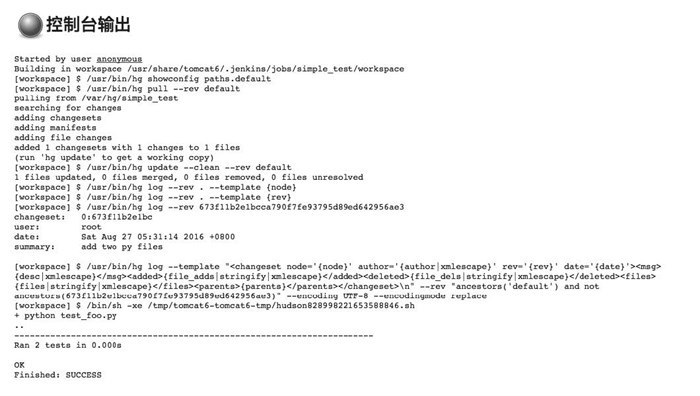 控制台输出
Started by user anonymous
Building in workspace /usr/share/tomcat6/.jenkins/jobs/simple_test/workspace
[workspace] $ /usr/bin/hg showconfig paths.default
[workspace] $ /usr/bin/hg pull --rev default
pulling from /var/hg/simple_test
searching for changes
adding changesets
adding manifests
adding file changes
added 1 changesets with 1 changes to 1 files
(run 'hg update' to get a working copy)
[workspace] $ /usr/bin/hg update --clean --rev default
1 files updated, 0 files merged, 0 files removed, 0 files unresolved
[workspace] $ /usr/bin/hg log --rev . --template {node}
[workspace] $ /usr/bin/hg log --rev . --template {rev}
[workspace] $ /usr/bin/hg log --rev 673f11b2e1bcca790f7fe93795d89ed642956ae3
changeset:   0:673f11b2e1bc
user:        root
date:        Sat Aug 27 05:31:14 2016 +0800
summary:     add two py files
[workspace] $ /usr/bin/hg log --template "<changeset node='{node}' author='{author|xmlescape}' rev='{rev}' date='{date}'><msg>
{desc|xmlescape}</msg><added>{file_adds|stringify|xmlescape}</added><deleted>{file_dels|stringify|xmlescape}</deleted><files>
{files|stringify|xmlescape}</files><parents>{parents}</parents></changeset>\n" --rev "ancestors('default') and not
ancestors(673f11b2e1bcca790f7fe93795d89ed642956ae3)" --encoding UTF-8 --encodingmode replace
[workspace] $ /bin/sh -xe /tmp/tomcat6-tomcat6-tmp/hudson828998221653588846.sh
+ python test_foo.py
..
----------------------------------------------------------------------
Ran 2 tests in 0.000s
OK
Finished: SUCCESS